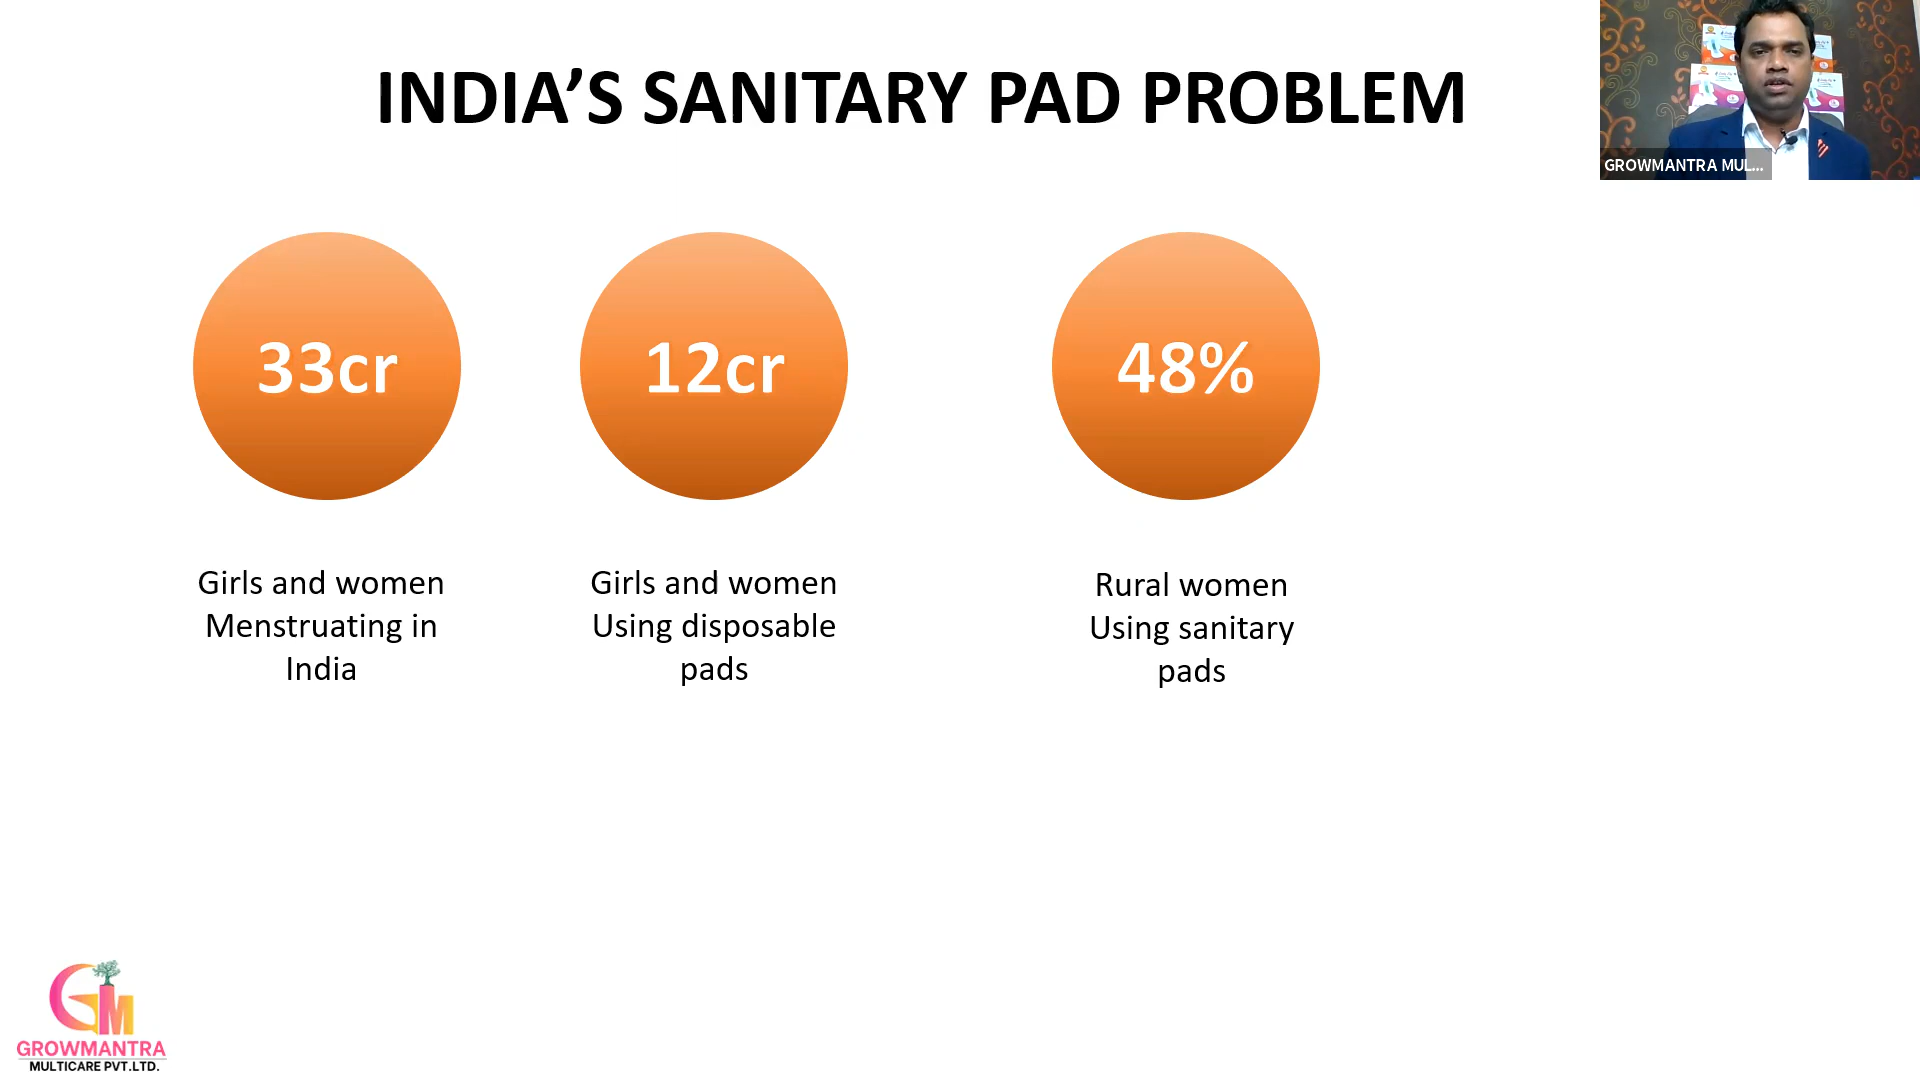 INDIA’S SANITARY PAD PROBLEM
GROWMANTRA MUL...
33cr
12cr
48%
Girls and women
Menstruating in
India
Girls and women
Using disposable
pads
Rural women
Using sanitary
pads
GM
GROWMANTRA
MULTICARE PVT.LTD.